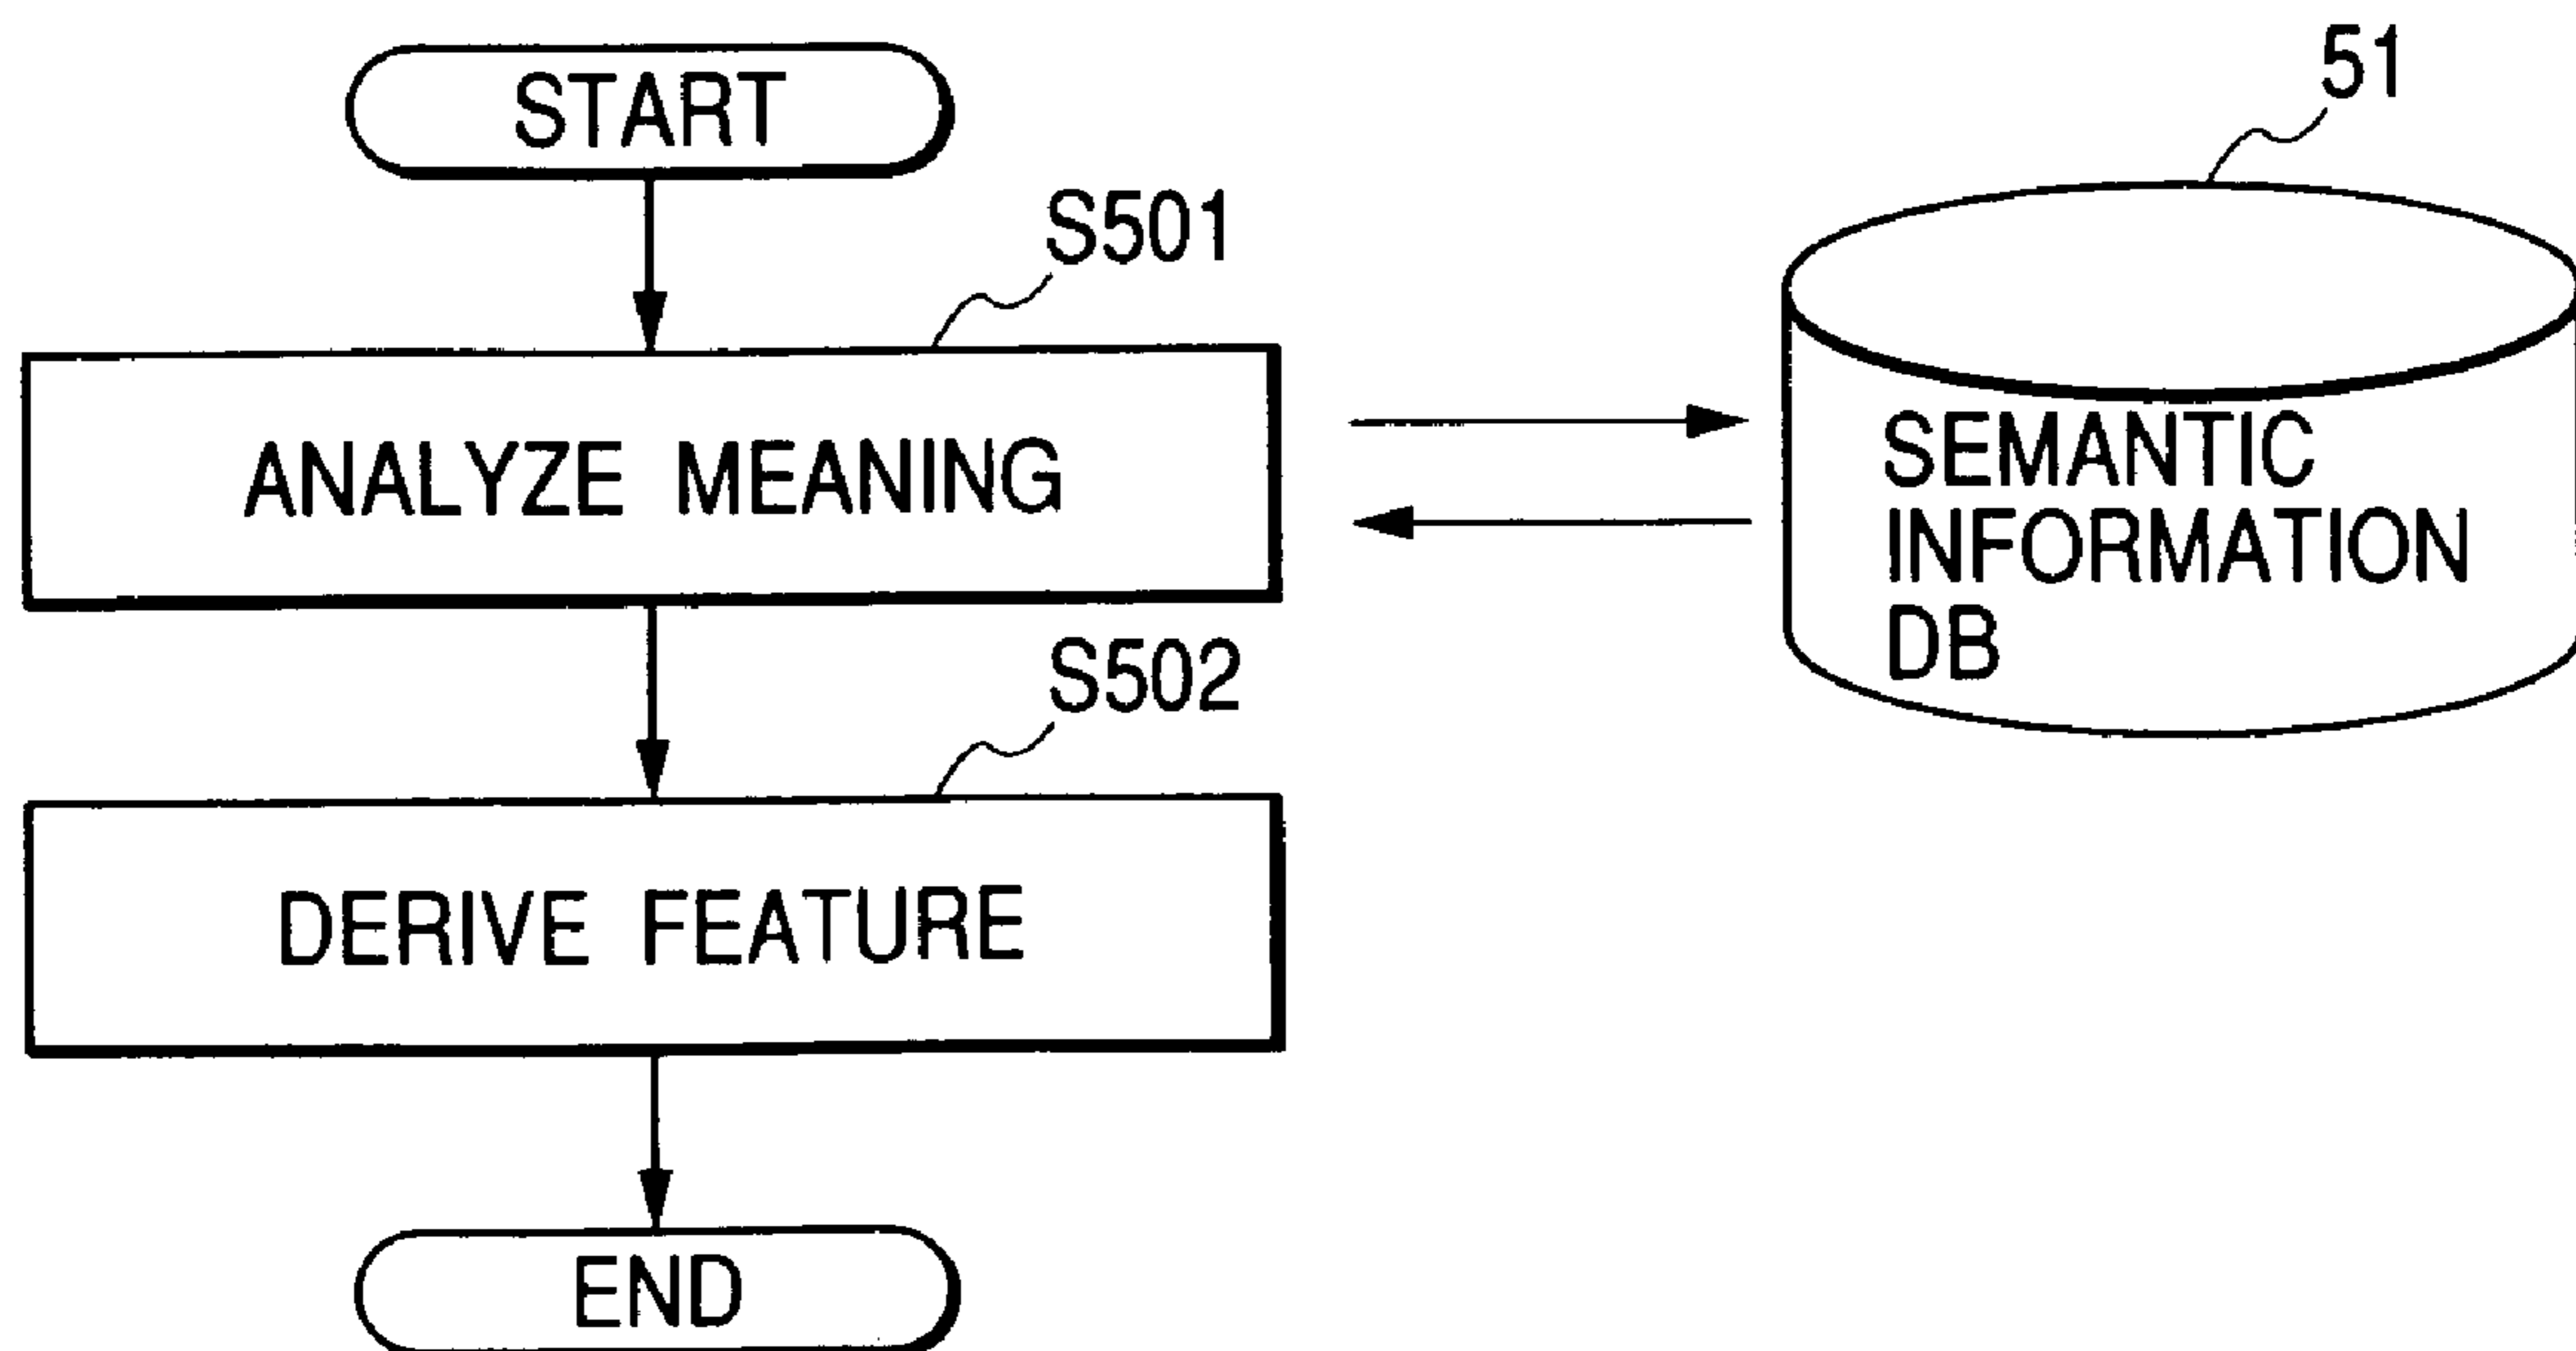 START
51
S501
ANALYZE MEANING
SEMANTIC
INFORMATION
DB
S502
DERIVE FEATURE
END